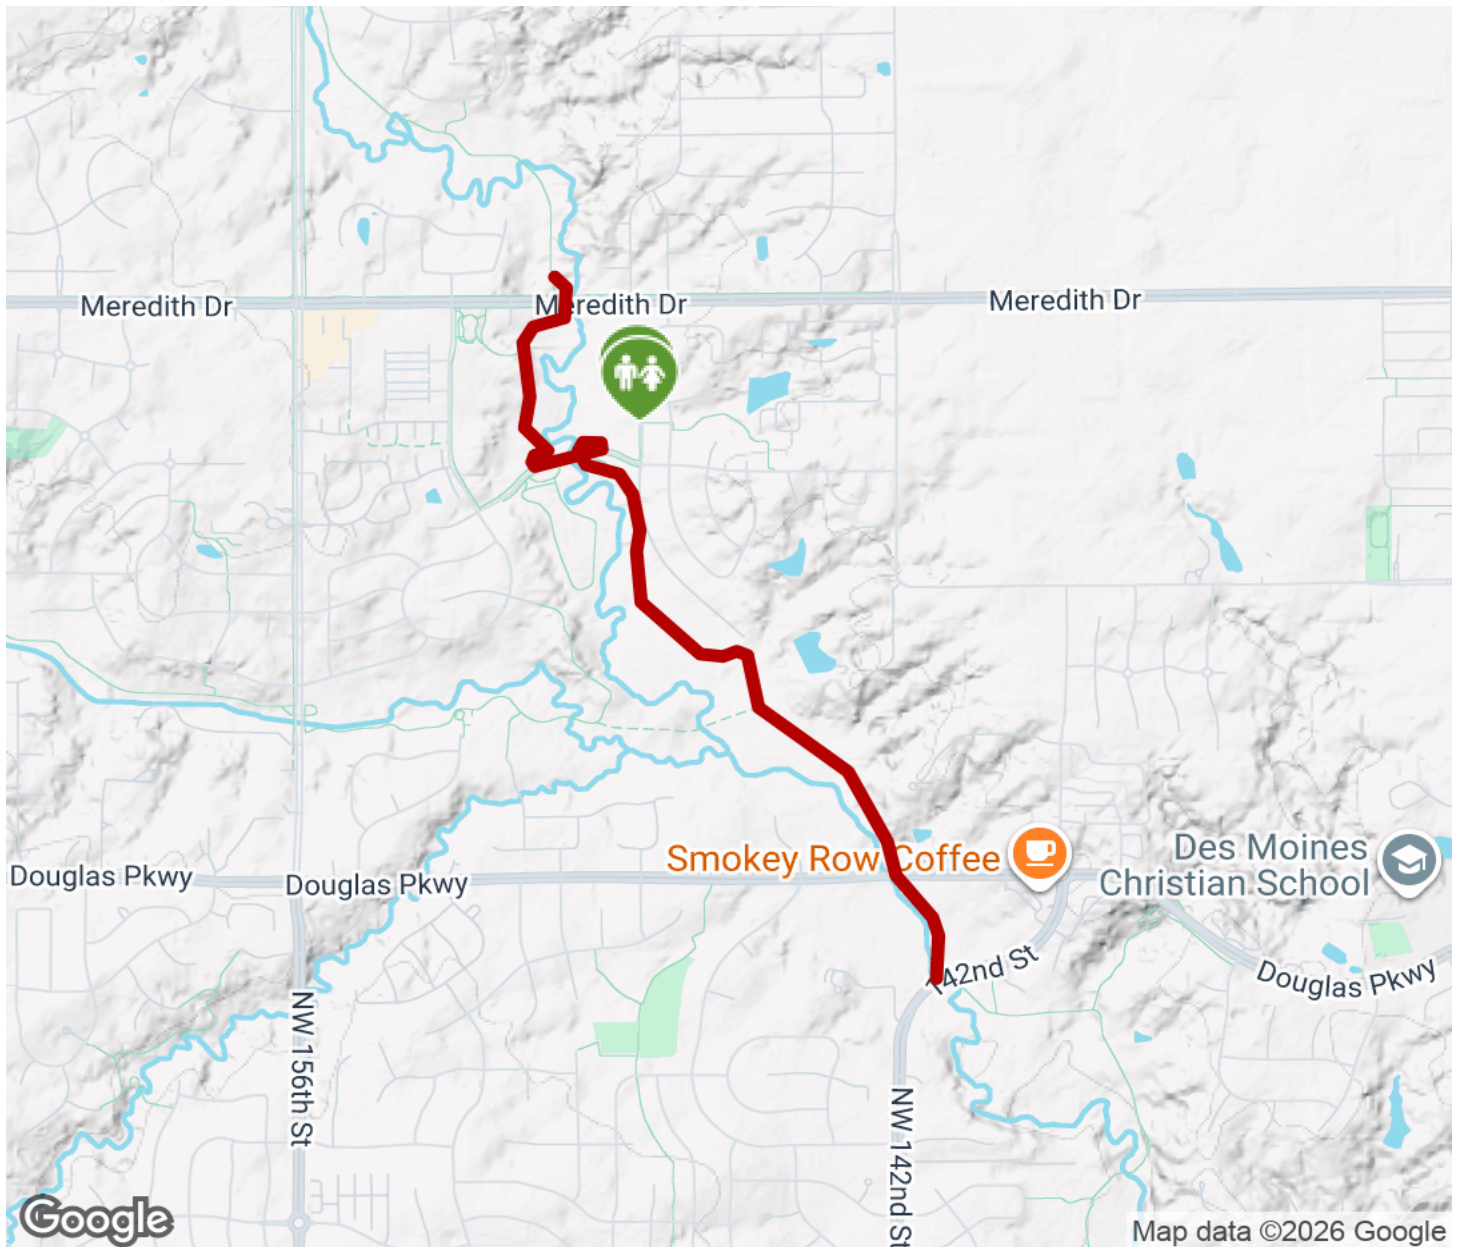 Meredith Dr
Meredith Dr
Meredith Dr
Smokey Row Coffee
Des Moines
Christian School
Douglas Pkwy
Douglas Pkwy
142nd St
Douglas Pkwy
NW 156th St
NW 142nd St
Google
Map data ©2026 Google